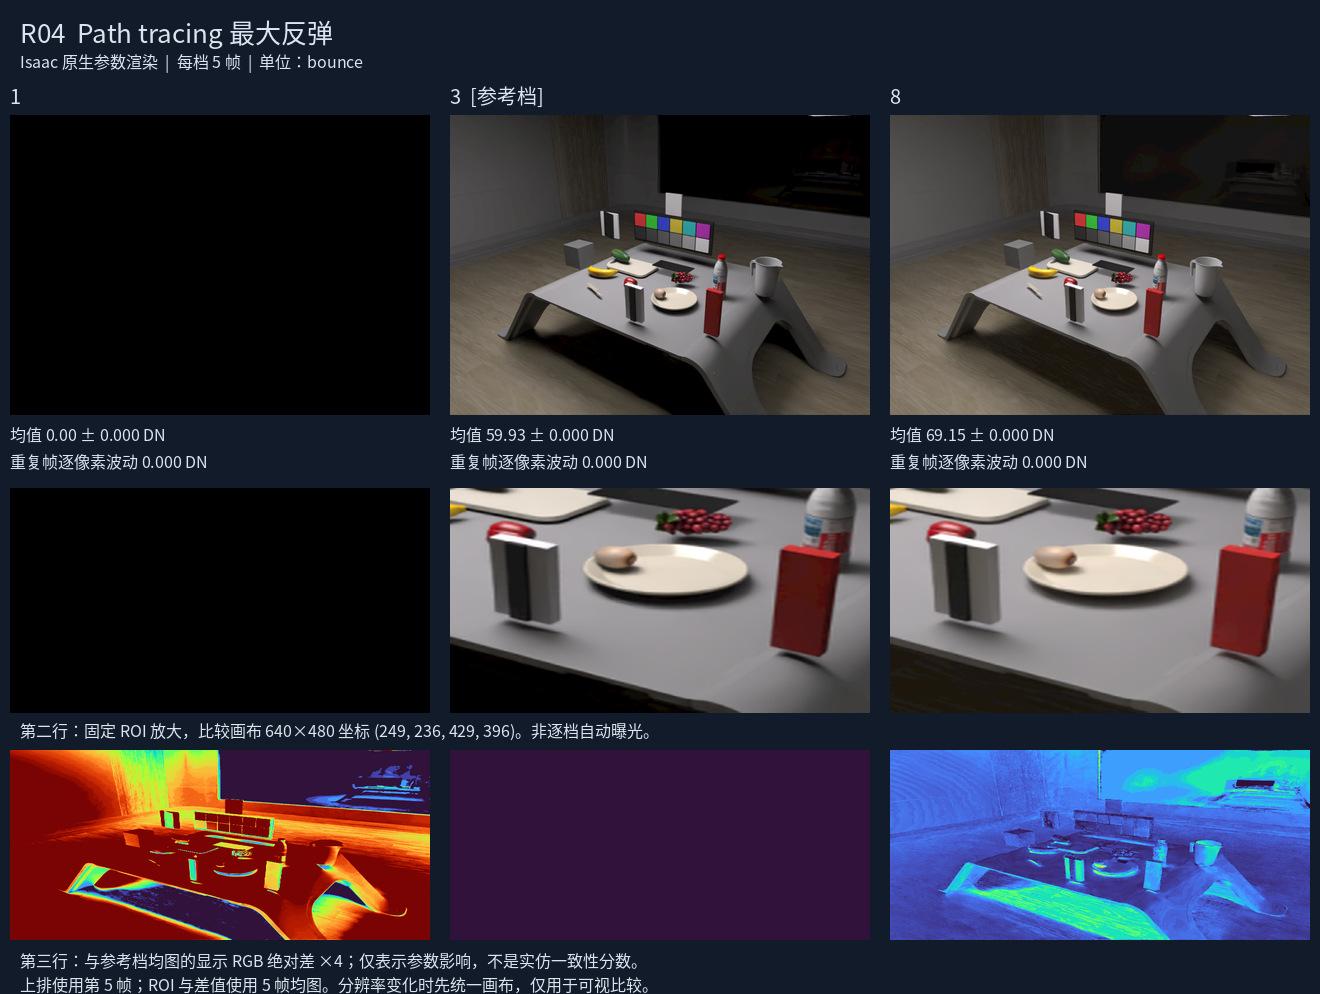 R04 Path tracing 最大反弹
Isaac 原生参数渲染 | 每档 5 帧 | 单位：bounce
1
3 [参考档]
8
均值 0.00 ± 0.000 DN
均值 59.93 ± 0.000 DN
均值 69.15 ± 0.000 DN
重复帧逐像素波动 0.000 DN
重复帧逐像素波动 0.000 DN
重复帧逐像素波动 0.000 DN
第二行：固定 ROI 放大，比较画布 640×480 坐标 (249, 236, 429, 396)。非逐档自动曝光。
第三行：与参考档均图的显示 RGB 绝对差 ×4；仅表示参数影响，不是实仿一致性分数。
上排使用第 5 帧；ROI 与差值使用 5 帧均图。分辨率变化时先统一画布，仅用于可视比较。